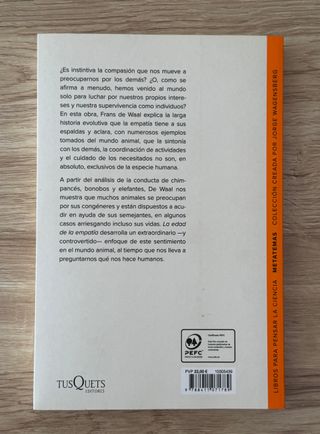 ¿Es instintiva la compasión que nos mueve a
preocuparnos por los demás? ¿O, como se
afirma a menudo, hemos venido al mundo
solo para luchar por nuestros propios intere-
ses y nuestra supervivencia como individuos?
En esta obra, Frans de Waal explica la larga
historia evolutiva que la empatía tiene a sus
espaldas y aclara, con numerosos ejemplos
tomados del mundo animal, que la sintonía
con los demás, la coordinación de actividades
y el cuidado de los necesitados no son, en
absoluto, exclusivos de la especie humana.
A partir del análisis de la conducta de chim-
pancés, bonobos y elefantes, De Waal nos
muestra que muchos animales se preocupan
por sus congéneres y están dispuestos a acu-
dir en ayuda de sus semejantes, en algunos
casos arriesgando incluso sus vidas. La edad
de la empatía desarrolla un extraordinario —y
controvertido— enfoque de este sentimiento
en el mundo animal, al tiempo que nos lleva a
preguntarnos qué nos hace humanos.
LIBROS PARA PENSAR LA CIENCIA METATEMAS COLECCIÓN CREADA POR JORGE WAGENSBERG
PEFC
Certificado PEFC
PVP 22,00 €
10305439
TUSQUETS
EDITORES